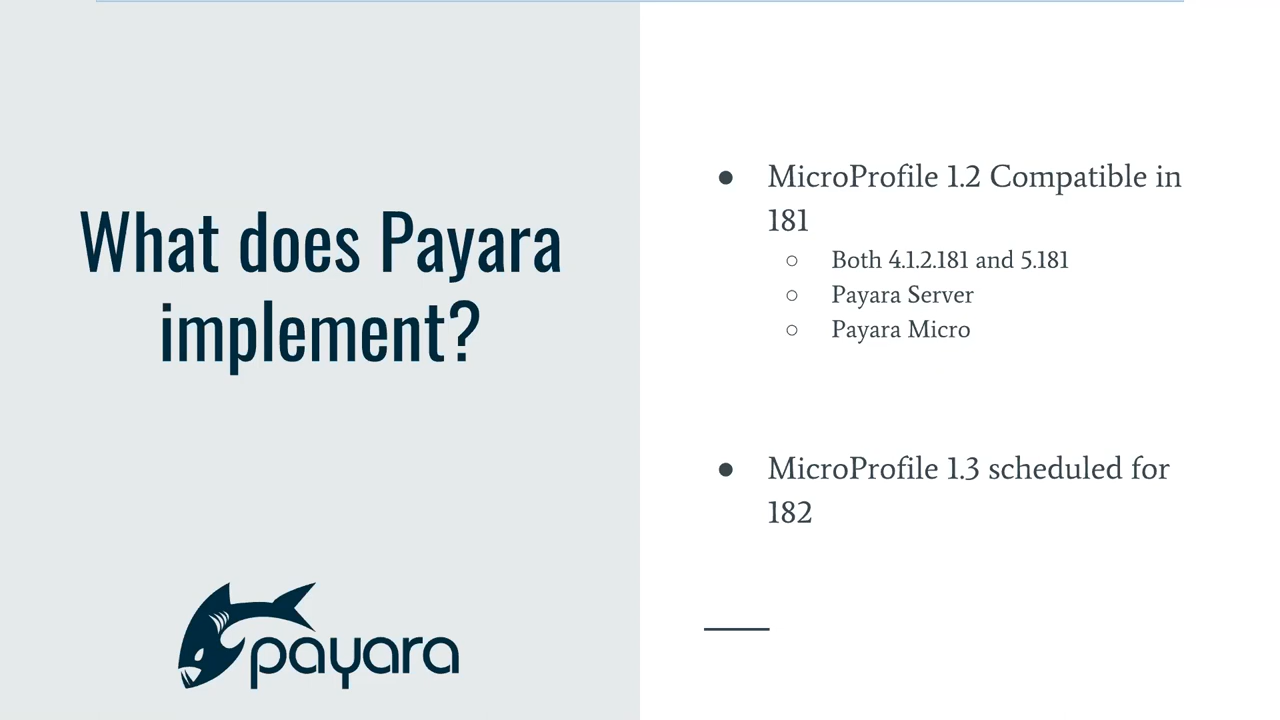 What does Payara
implement?
payara
● MicroProfile 1.2 Compatible in
181
○ Both 4.1.2.181 and 5.181
○ Payara Server
○ Payara Micro
● MicroProfile 1.3 scheduled for
182